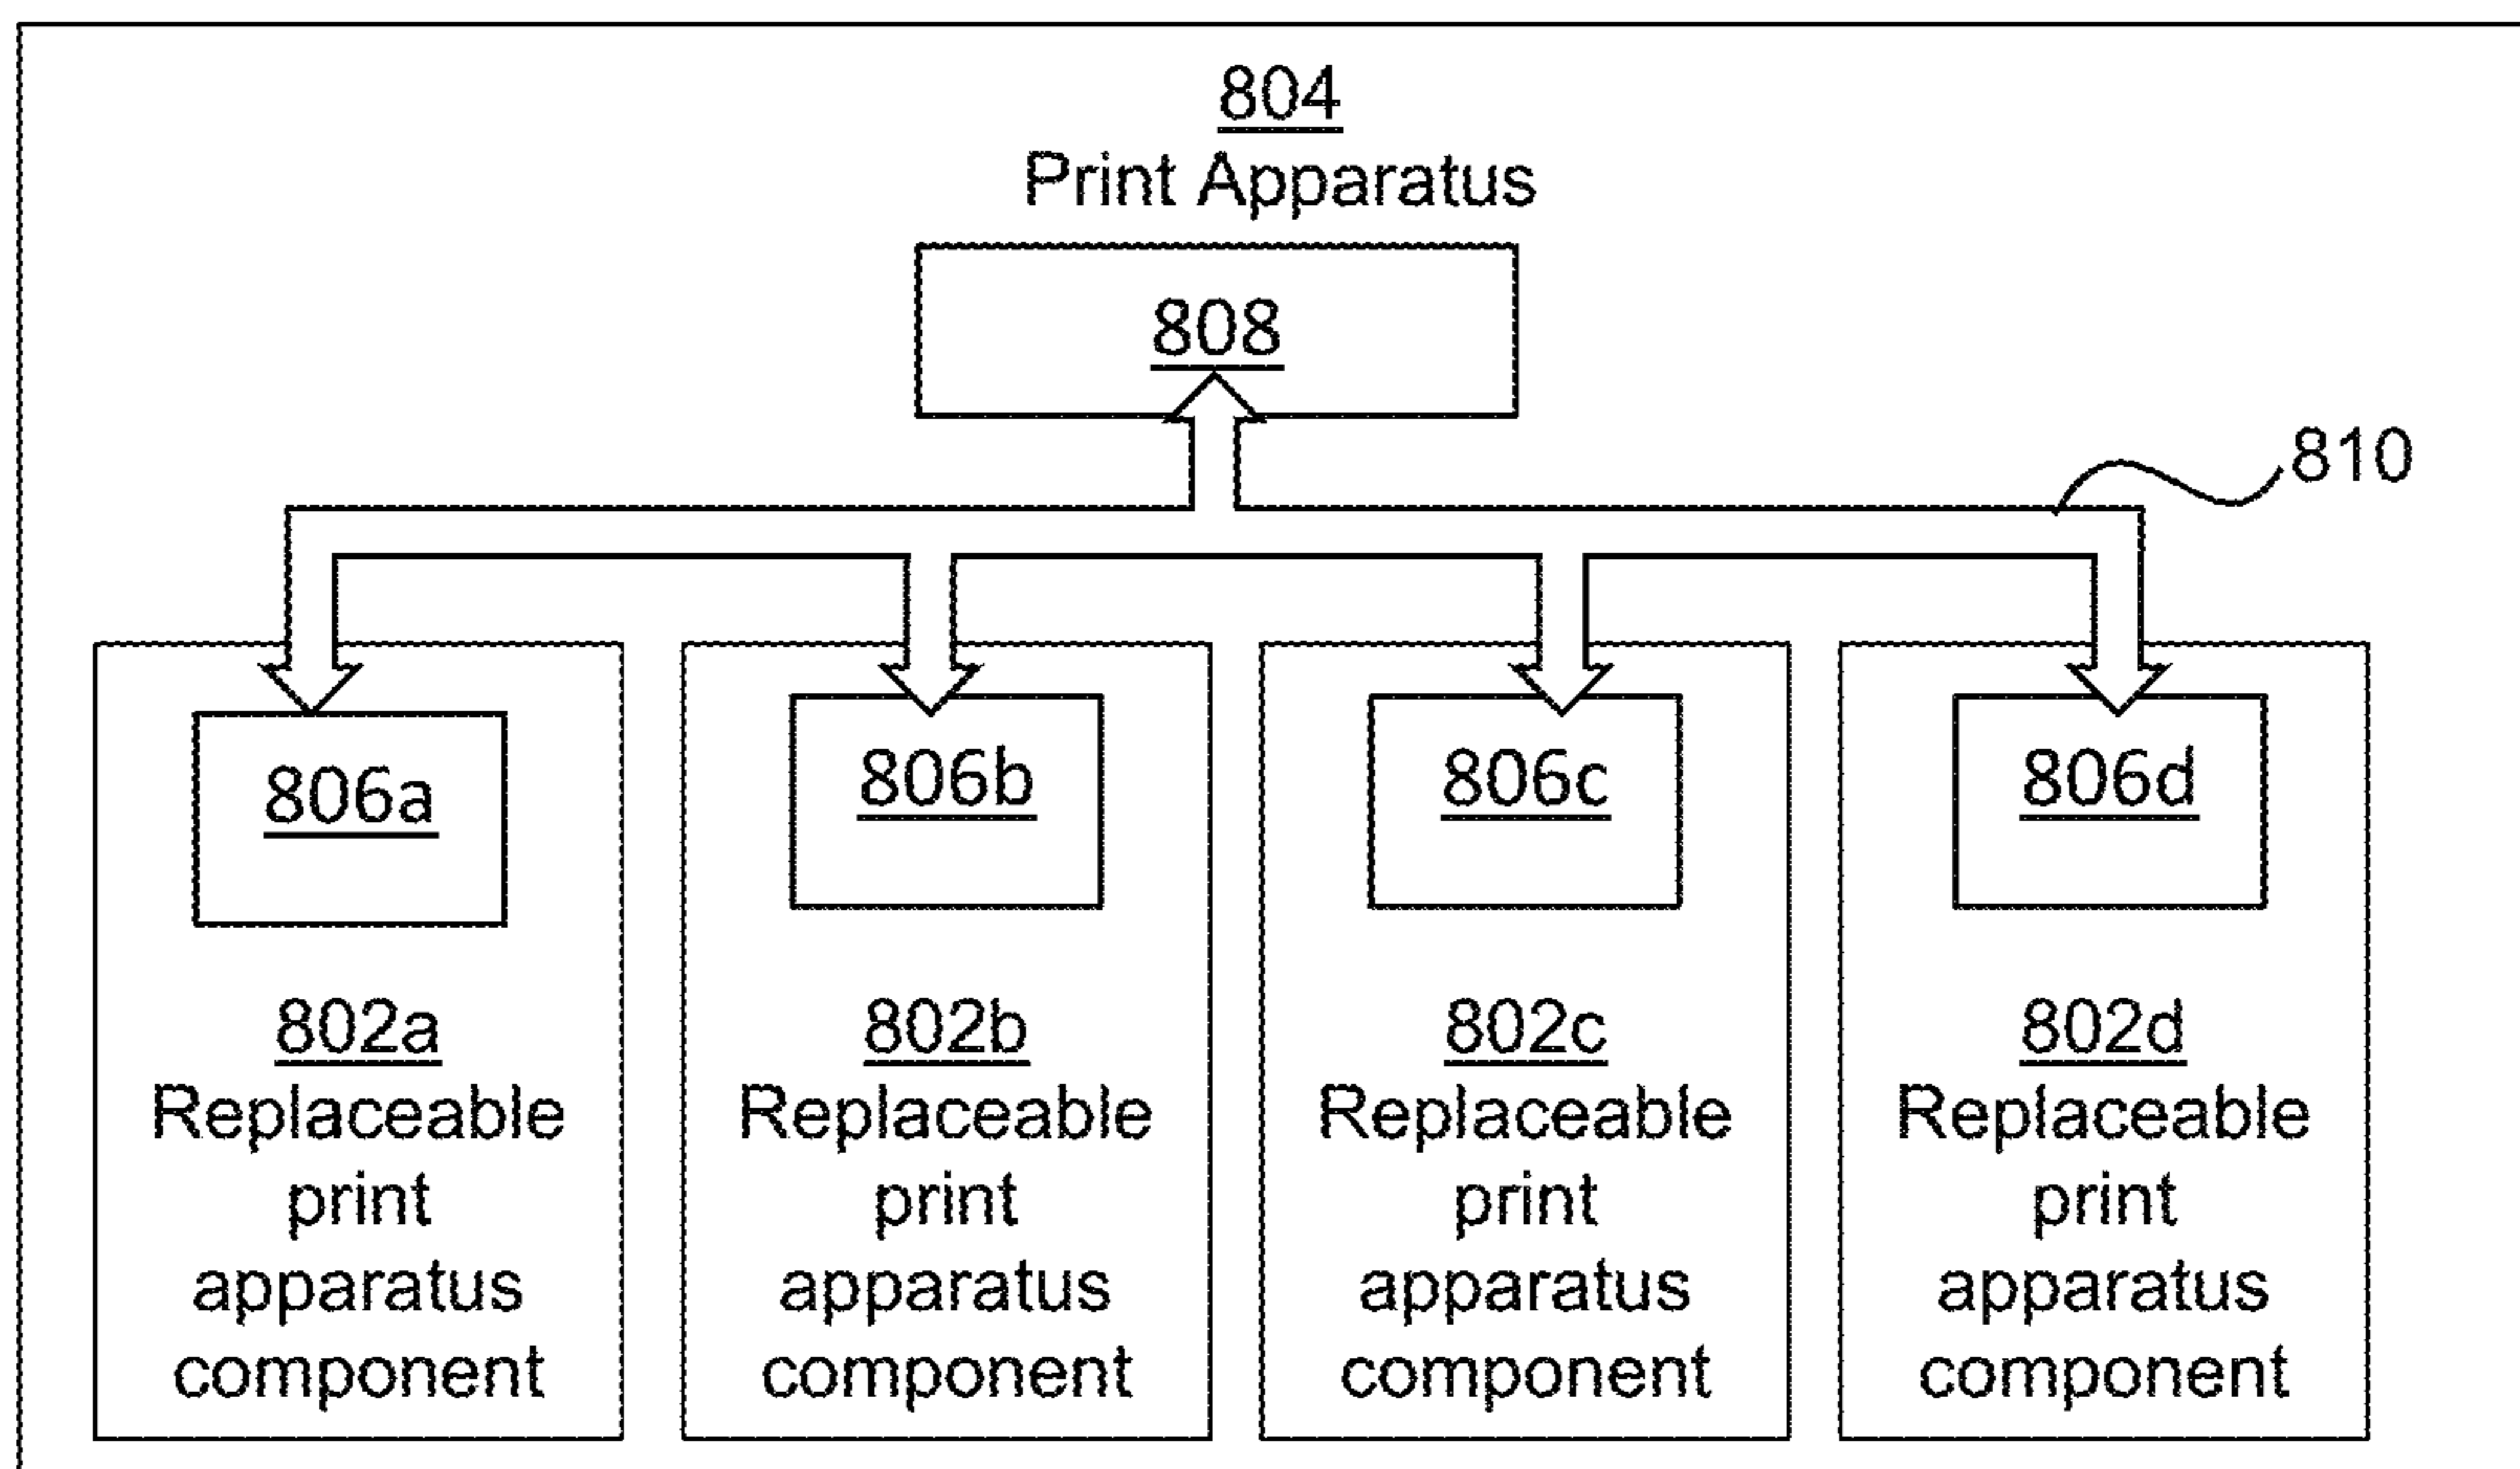 804
Print Apparatus
808
810
806a
806b
806c
806d
802a
Replaceable
print
apparatus
component
802b
Replaceable
print
apparatus
component
802c
Replaceable
print
apparatus
component
802d
Replaceable
print
apparatus
component